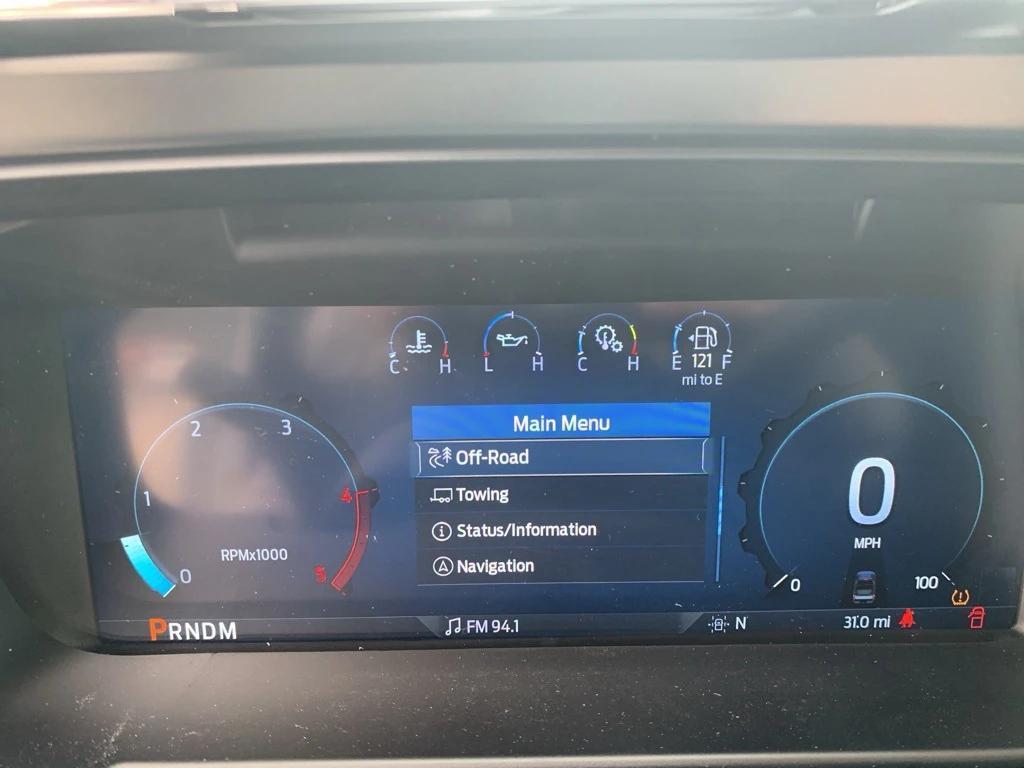 C H
L H
C H
E 121 F
mi to E
Main Menu
Off-Road
Towing
Status/Information
Navigation
0
1
2
3
4
5
RPMx1000
0
MPH
0
100
PRNDM
FM 94.1
N
31.0 mi